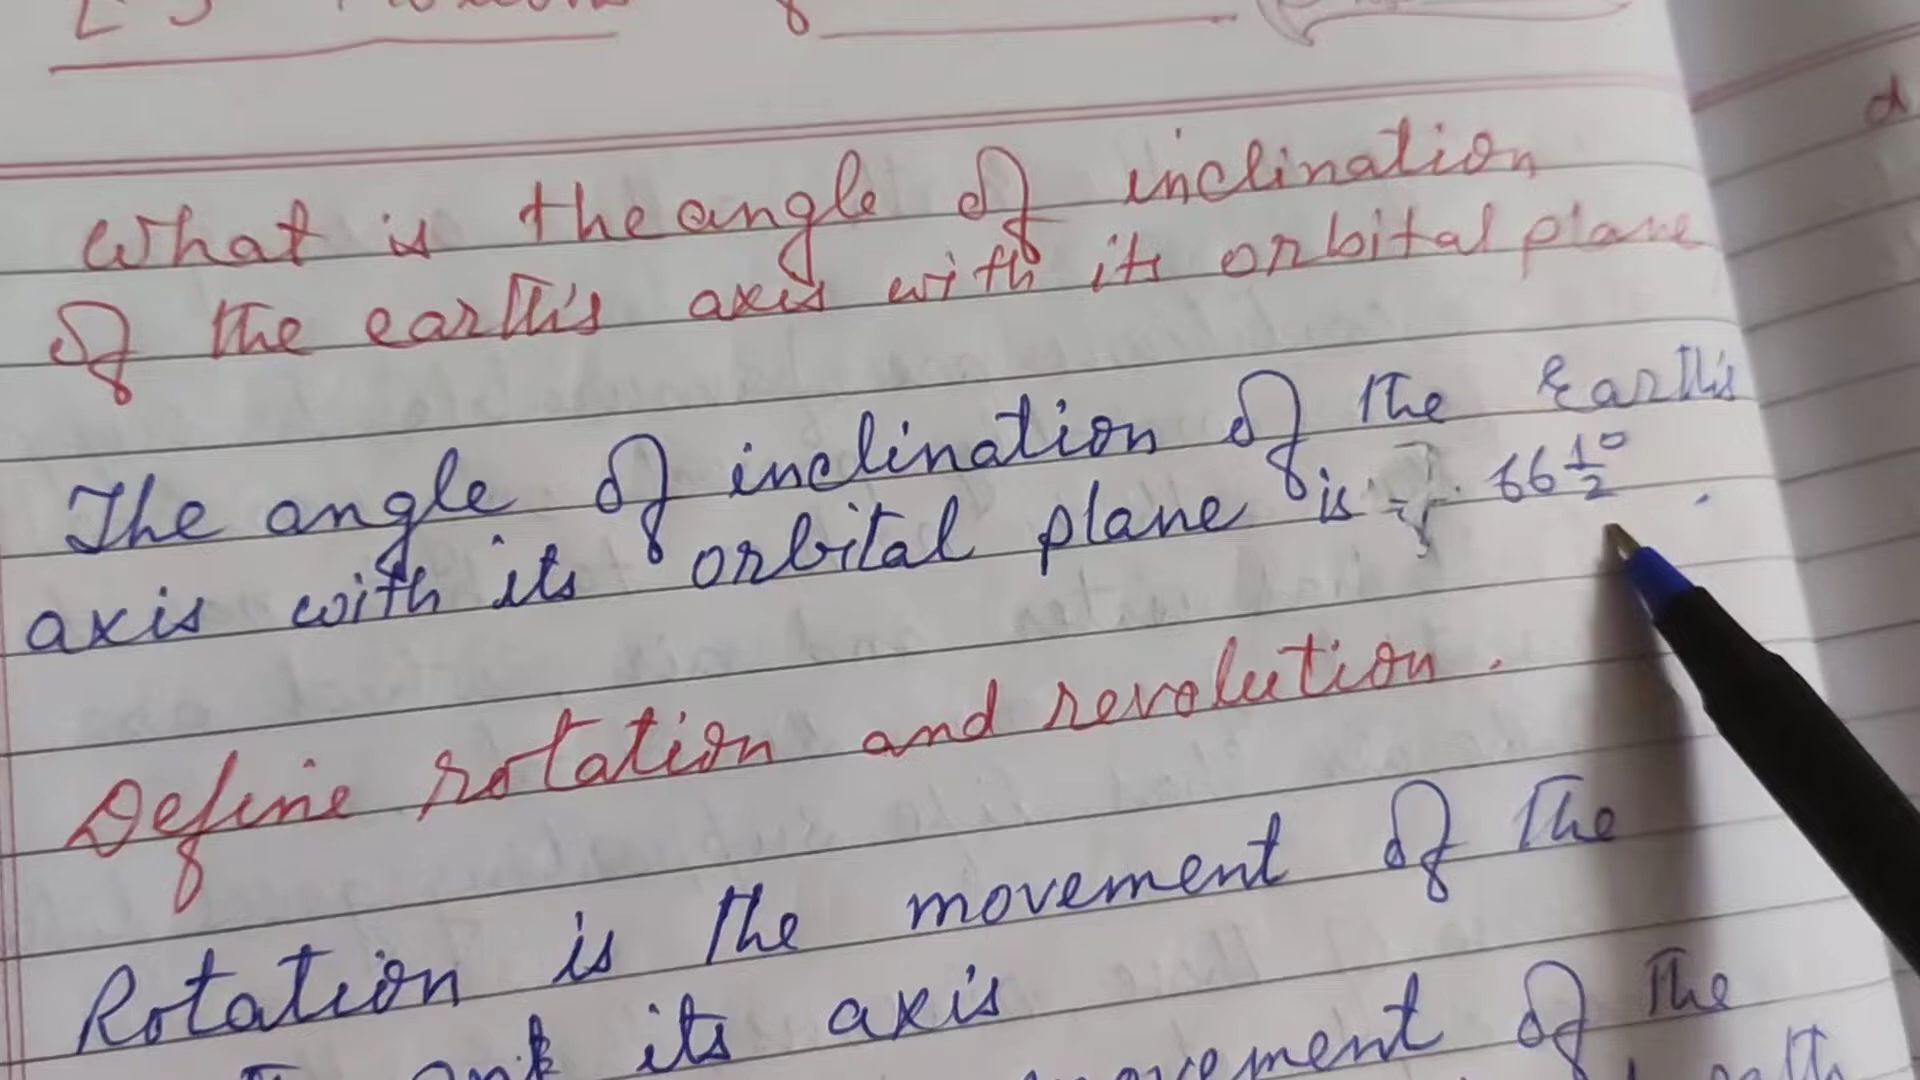 What is the angle of inclination
of the earth's axis with its orbital plane
The angle of inclination of the Earth's
axis with its orbital plane is 66 1/2°.
Define rotation and revolution.
Rotation is the movement of the
its axis
movement of the